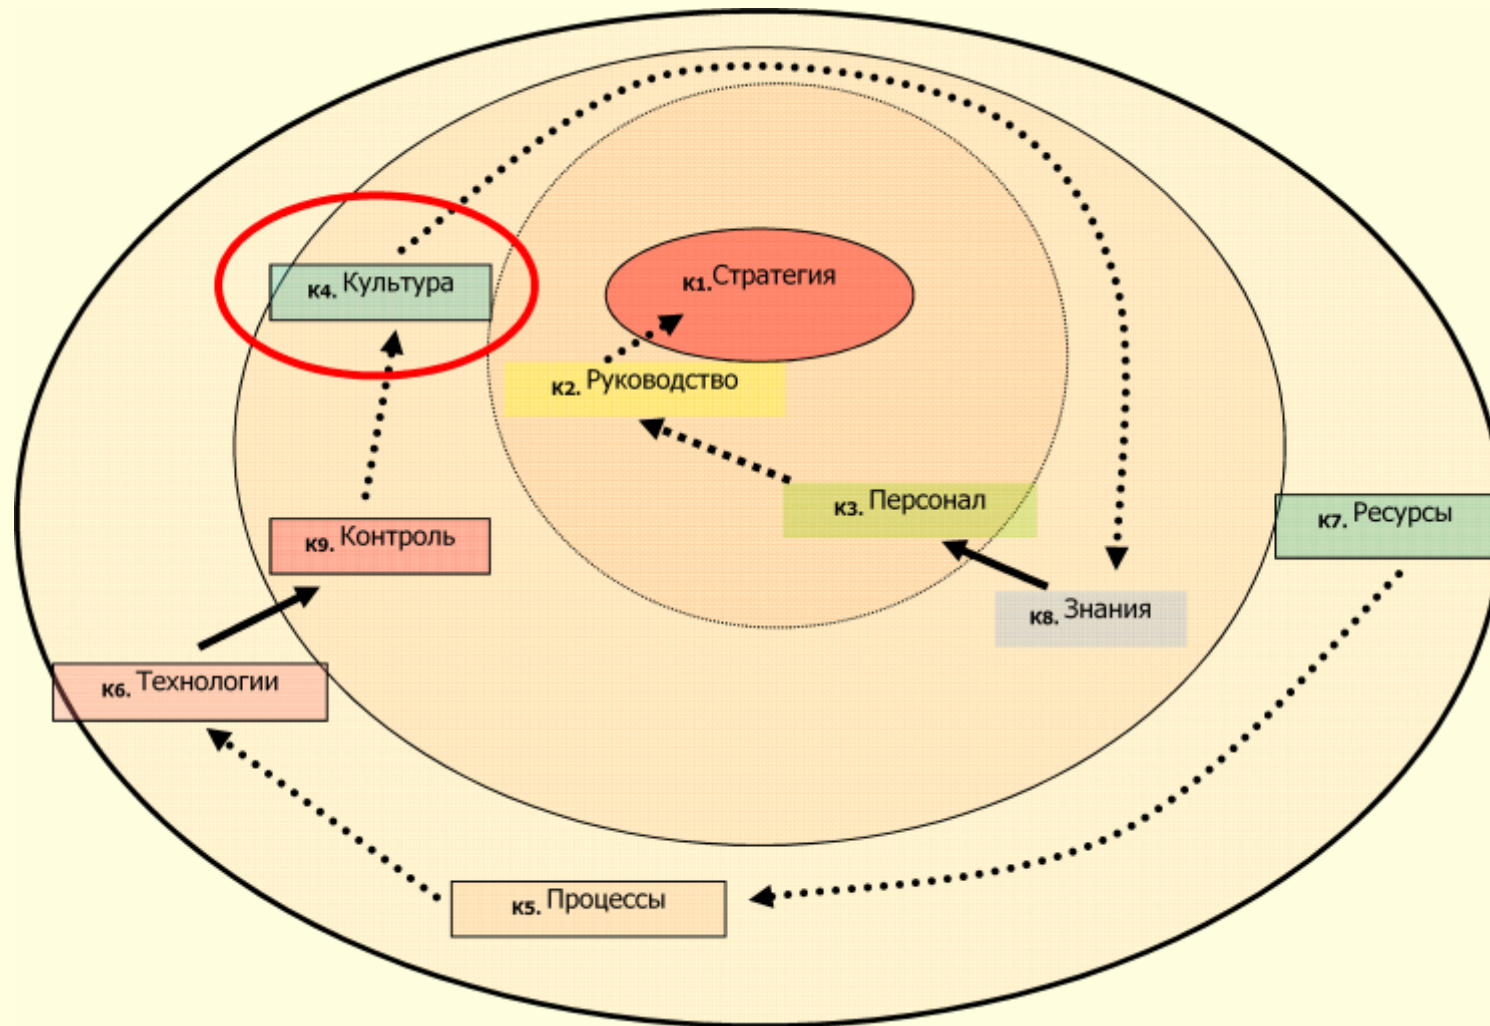 К4. Культура
К1. Стратегия
К2. Руководство
К3. Персонал
К7. Ресурсы
К9. Контроль
К8. Знания
К6. Технологии
К5. Процессы